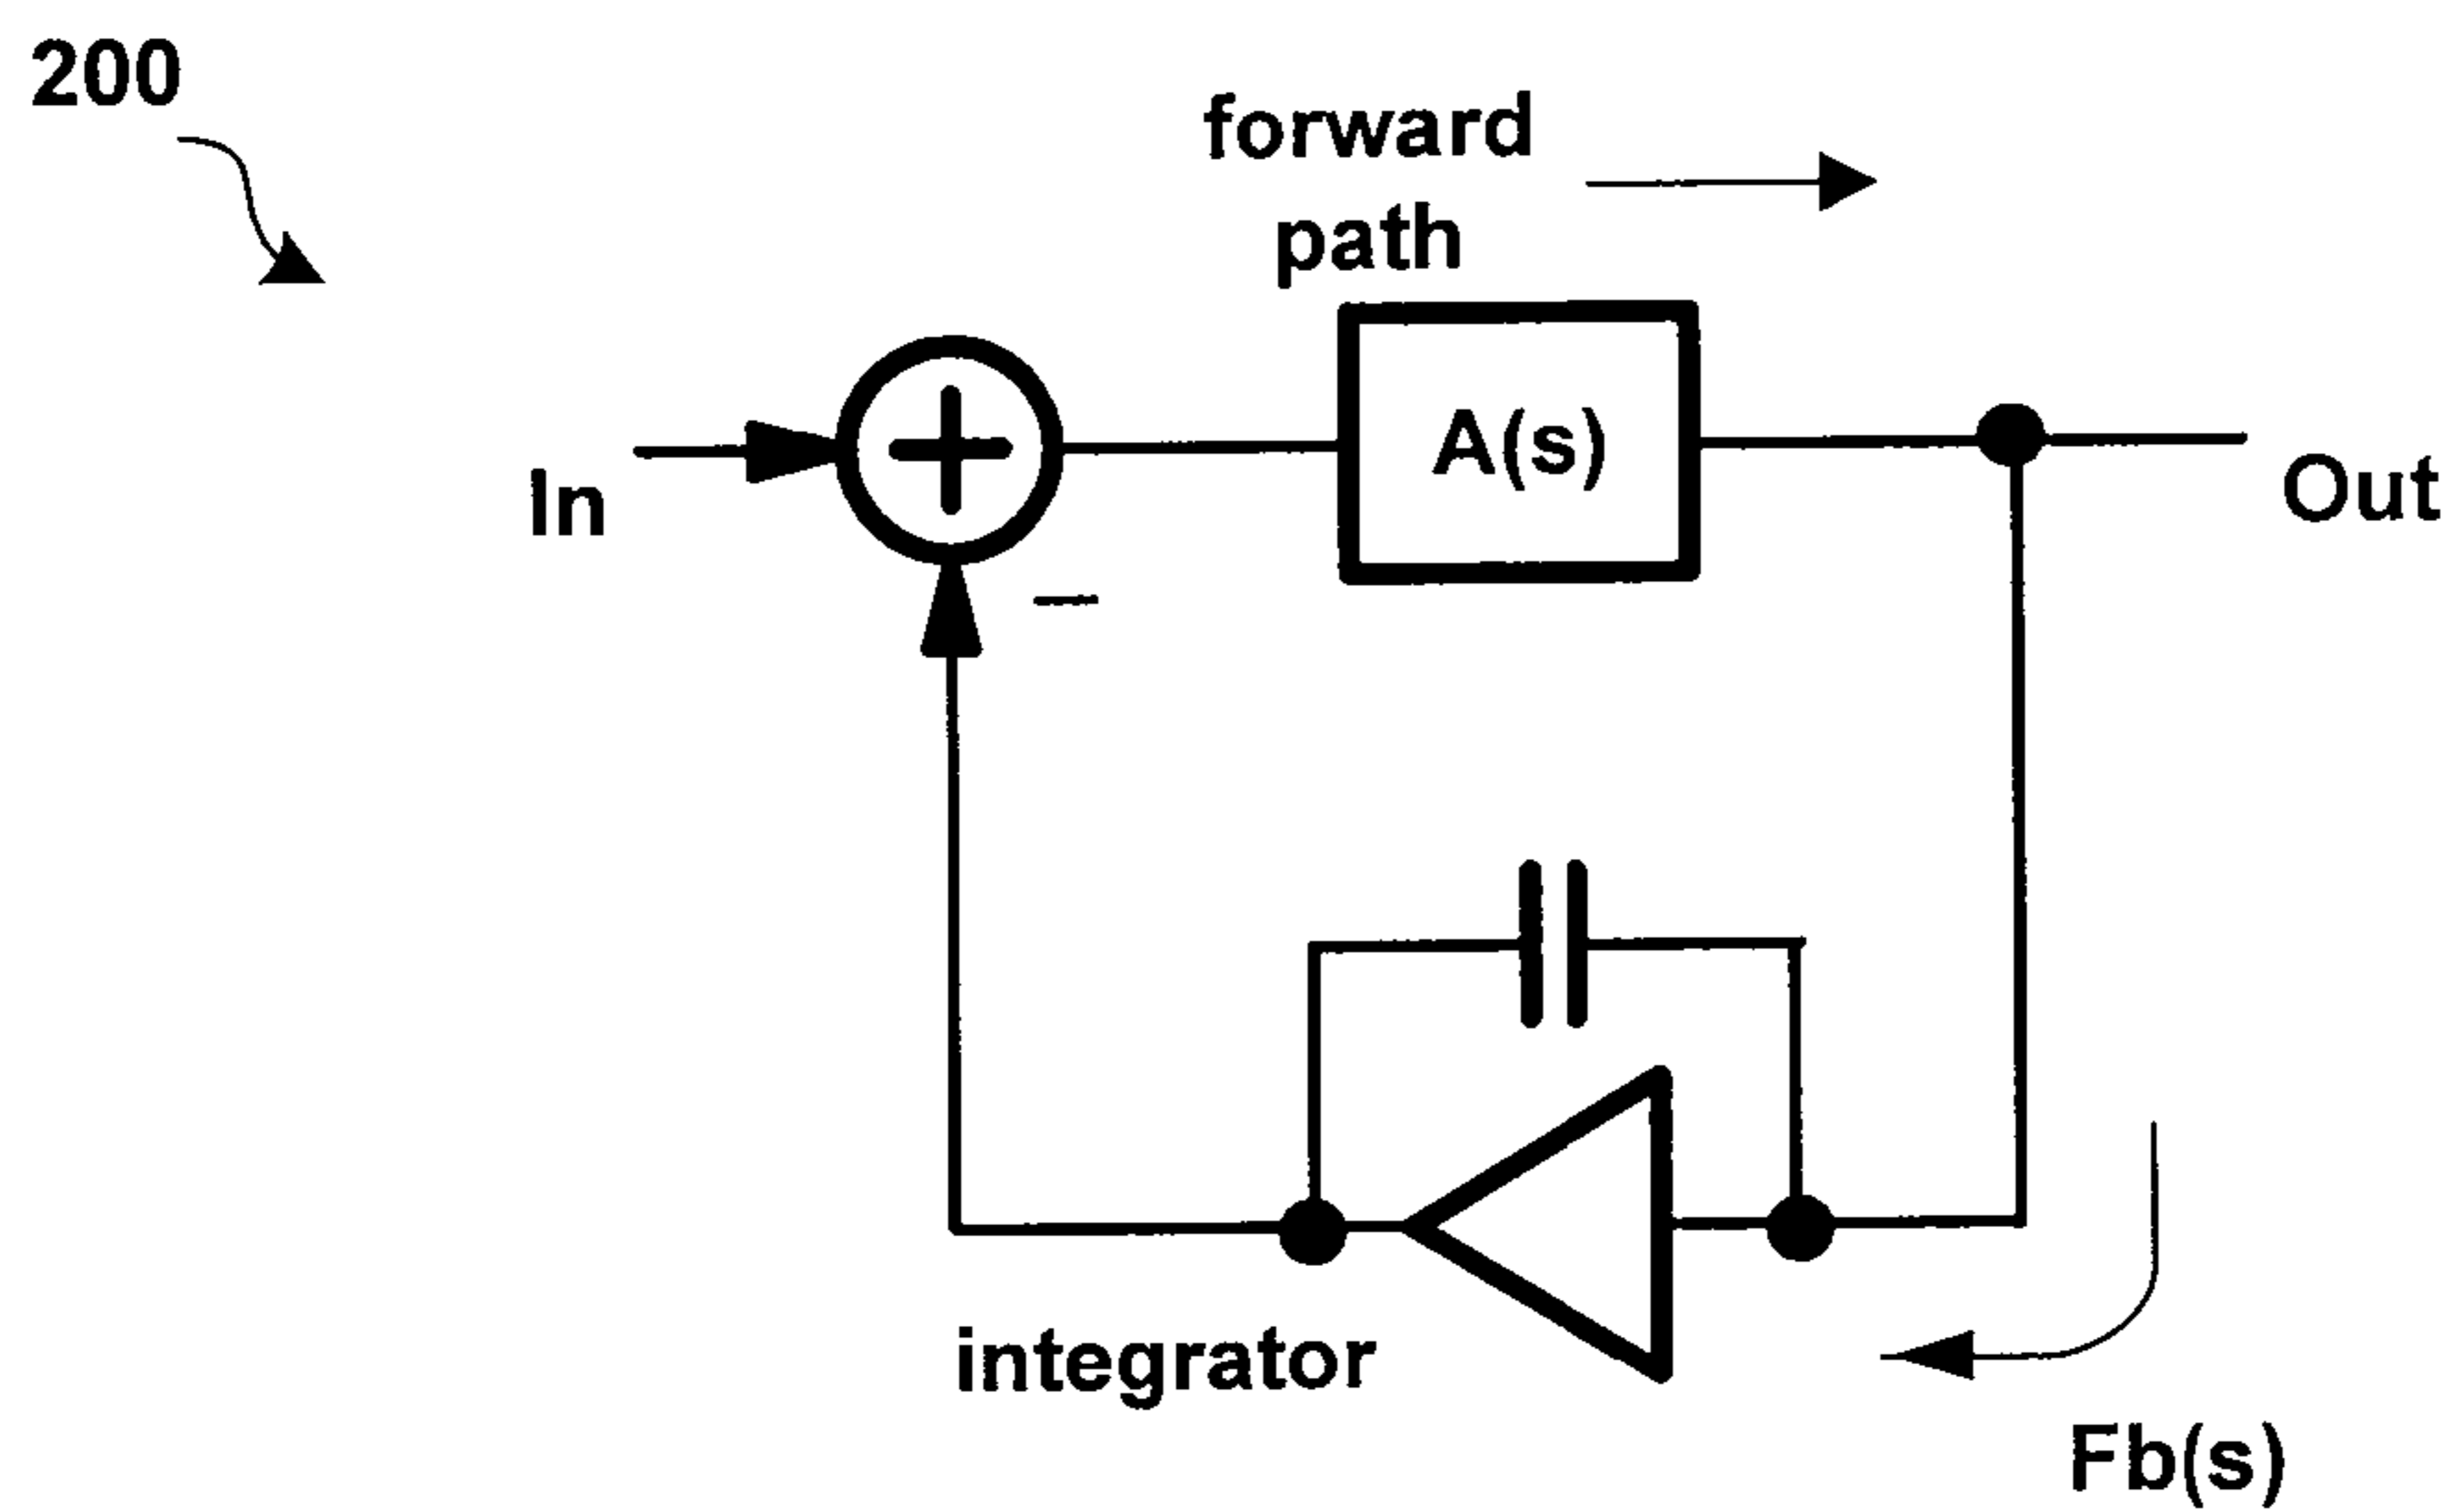 200
forward
path
A(s)
In
Out
−
integrator
Fb(s)